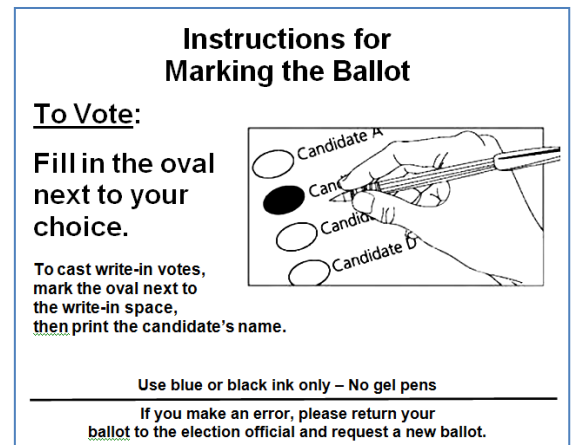 Instructions for
Marking the Ballot
To Vote:
Fill in the oval
next to your
choice.
Candidate A
Can
Candid
Candidate D
To cast write-in votes,
mark the oval next to
the write-in space,
then print the candidate's name.
Use blue or black ink only – No gel pens
If you make an error, please return your
ballot to the election official and request a new ballot.